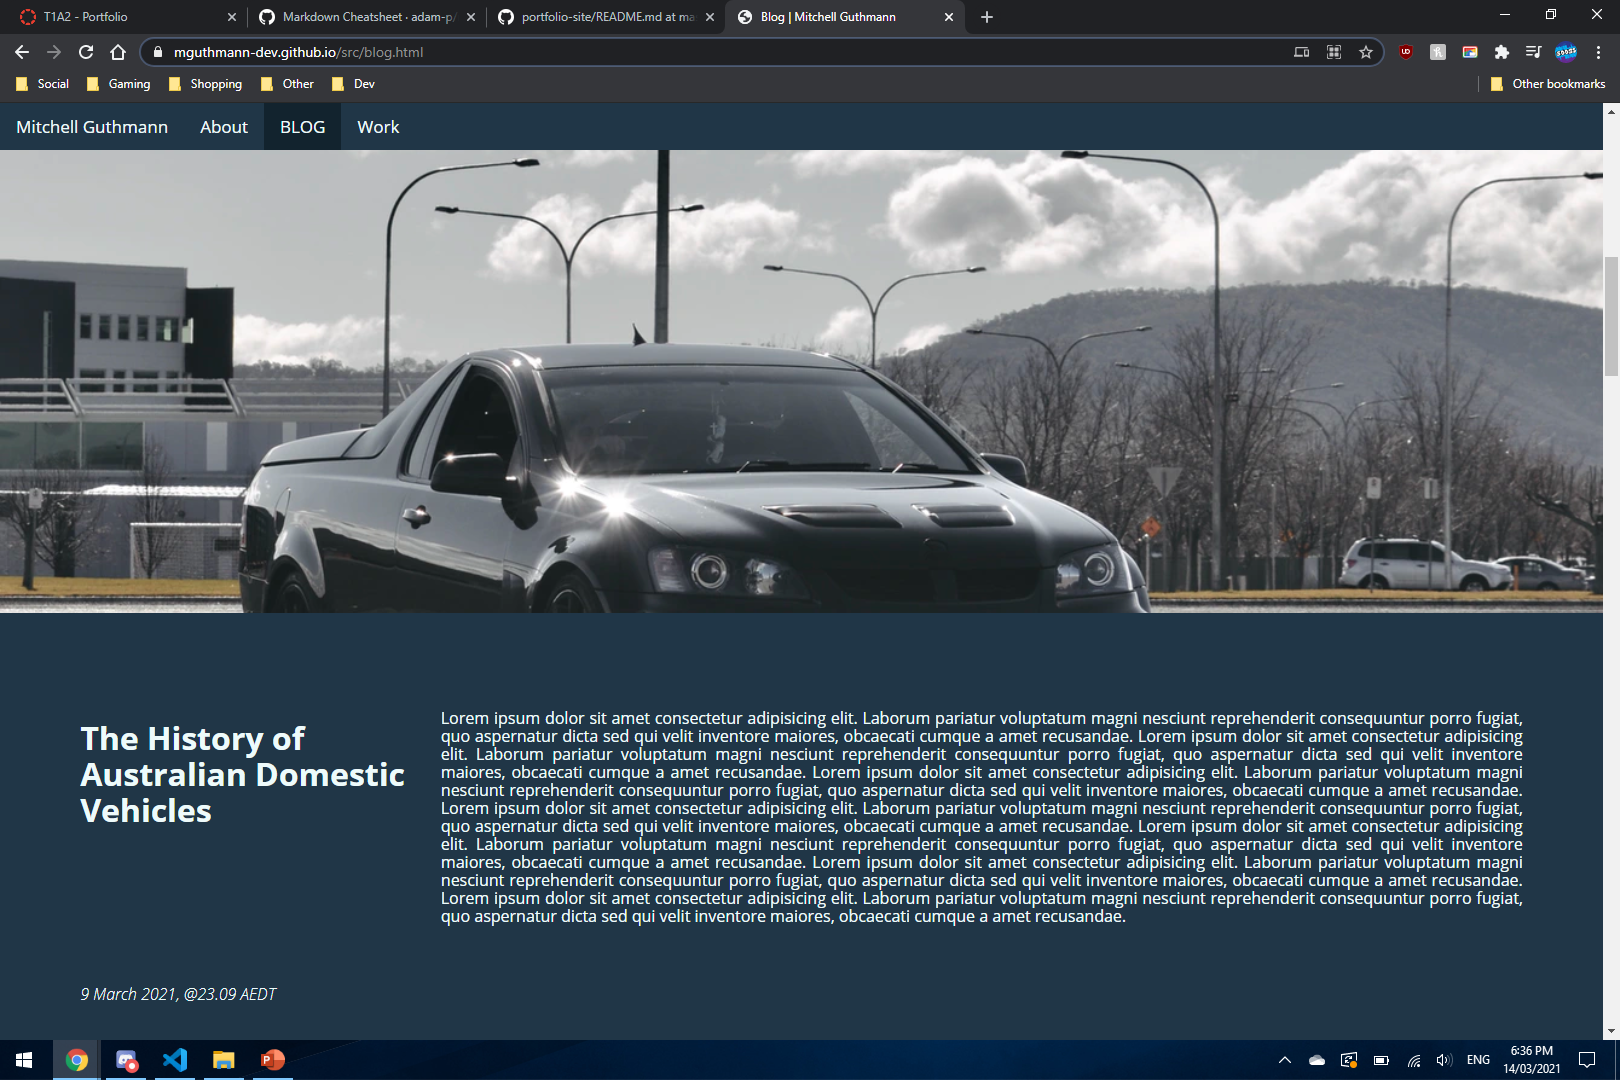 T1A2 - Portfolio
Markdown Cheatsheet · adam-p/
portfolio-site/README.md at ma
Blog | Mitchell Guthmann
mguthmann-dev.github.io/src/blog.html
Social
Gaming
Shopping
Other
Dev
Other bookmarks
Mitchell Guthmann
About
BLOG
Work
The History of
Australian Domestic
Vehicles
Lorem ipsum dolor sit amet consectetur adipisicing elit. Laborum pariatur voluptatum magni nesciunt reprehenderit consequuntur porro fugiat,
quo aspernatur dicta sed qui velit inventore maiores, obcaecati cumque a amet recusandae. Lorem ipsum dolor sit amet consectetur adipisicing
elit. Laborum pariatur voluptatum magni nesciunt reprehenderit consequuntur porro fugiat, quo aspernatur dicta sed qui velit inventore
maiores, obcaecati cumque a amet recusandae. Lorem ipsum dolor sit amet consectetur adipisicing elit. Laborum pariatur voluptatum magni
nesciunt reprehenderit consequuntur porro fugiat, quo aspernatur dicta sed qui velit inventore maiores, obcaecati cumque a amet recusandae.
Lorem ipsum dolor sit amet consectetur adipisicing elit. Laborum pariatur voluptatum magni nesciunt reprehenderit consequuntur porro fugiat,
quo aspernatur dicta sed qui velit inventore maiores, obcaecati cumque a amet recusandae. Lorem ipsum dolor sit amet consectetur adipisicing
elit. Laborum pariatur voluptatum magni nesciunt reprehenderit consequuntur porro fugiat, quo aspernatur dicta sed qui velit inventore
maiores, obcaecati cumque a amet recusandae. Lorem ipsum dolor sit amet consectetur adipisicing elit. Laborum pariatur voluptatum magni
nesciunt reprehenderit consequuntur porro fugiat, quo aspernatur dicta sed qui velit inventore maiores, obcaecati cumque a amet recusandae.
Lorem ipsum dolor sit amet consectetur adipisicing elit. Laborum pariatur voluptatum magni nesciunt reprehenderit consequuntur porro fugiat,
quo aspernatur dicta sed qui velit inventore maiores, obcaecati cumque a amet recusandae.
9 March 2021, @23.09 AEDT
ENG
6:36 PM
14/03/2021